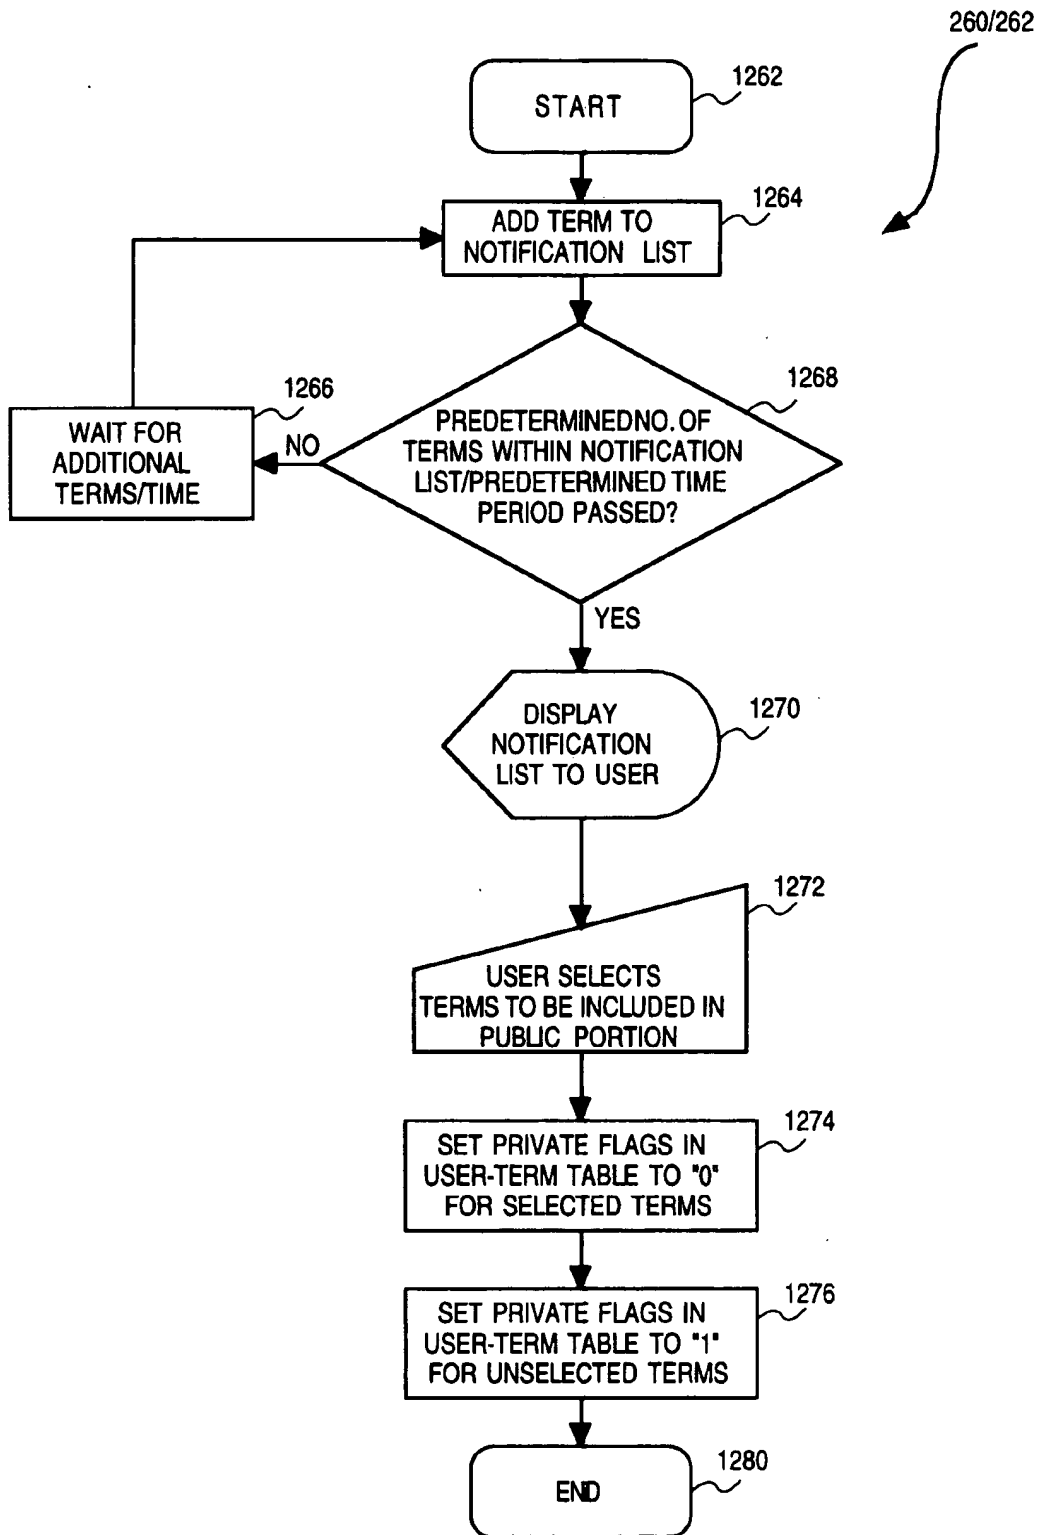 260/262
1262
START
1264
ADD TERM TO
NOTIFICATION LIST
1268
PREDETERMINEDNO. OF
TERMS WITHIN NOTIFICATION
LIST/PREDETERMINED TIME
PERIOD PASSED?
1266
NO
WAIT FOR
ADDITIONAL
TERMS/TIME
YES
1270
DISPLAY
NOTIFICATION
LIST TO USER
1272
USER SELECTS
TERMS TO BE INCLUDED IN
PUBLIC PORTION
1274
SET PRIVATE FLAGS IN
USER-TERM TABLE TO "0"
FOR SELECTED TERMS
1276
SET PRIVATE FLAGS IN
USER-TERM TABLE TO "1"
FOR UNSELECTED TERMS
1280
END